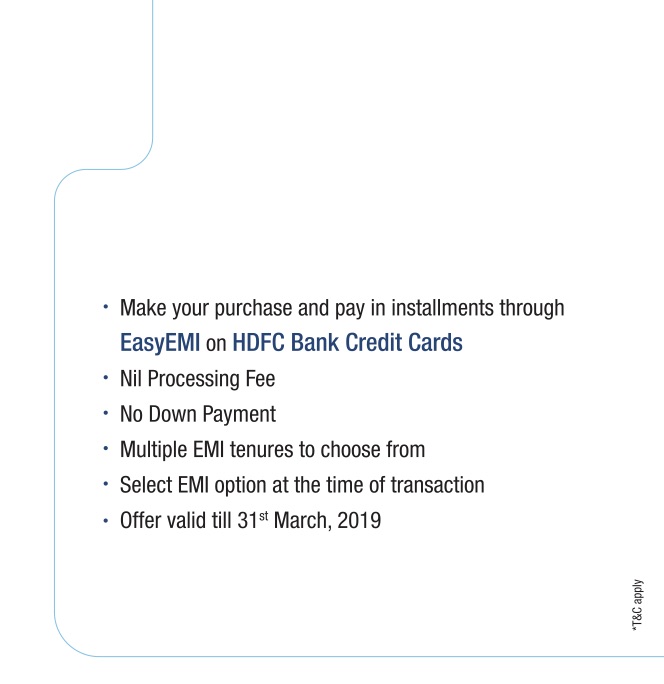 • Make your purchase and pay in installments through
EasyEMI on HDFC Bank Credit Cards
• Nil Processing Fee
• No Down Payment
• Multiple EMI tenures to choose from
• Select EMI option at the time of transaction
• Offer valid till 31st March, 2019
*T&C apply